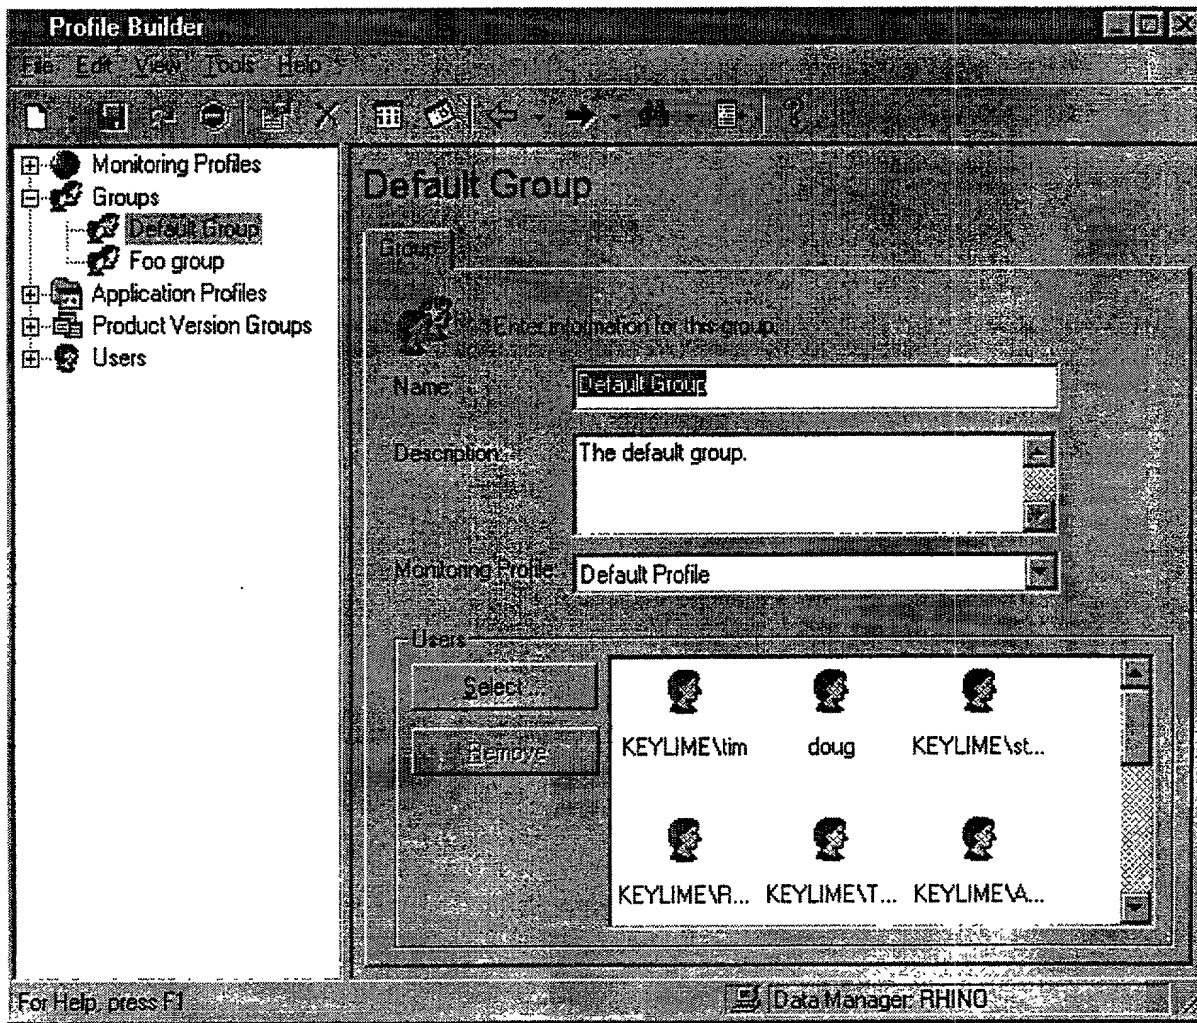 Profile Builder
File Edit View Tools Help
Monitoring Profiles
Groups
Default Group
Foo group
Application Profiles
Product Version Groups
Users
Default Group
Group
Enter information for this group.
Name:
Default Group
Description:
The default group.
Monitoring Profile:
Default Profile
Users
Select...
Remove
KEYLIME\tim
doug
KEYLIME\st...
KEYLIME\R...
KEYLIME\T...
KEYLIME\A...
For Help, press F1
Data Manager: RHINO